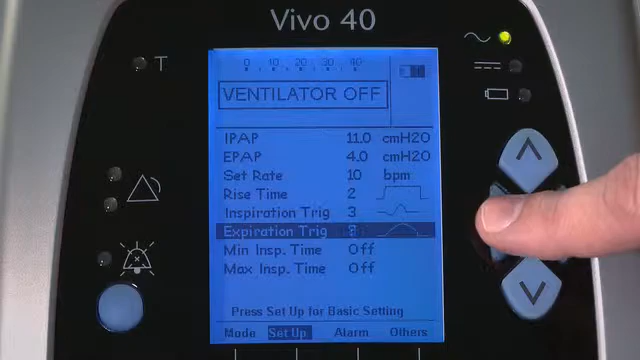 Vivo 40
T
0 10 20 30 40
VENTILATOR OFF
IPAP 11.0 cmH2O
EPAP 4.0 cmH2O
Set Rate 10 bpm
Rise Time 2
Inspiration Trig 3
Expiration Trig
Min Insp. Time Off
Max Insp. Time Off
Press Set Up for Basic Setting
Mode Set Up Alarm Others